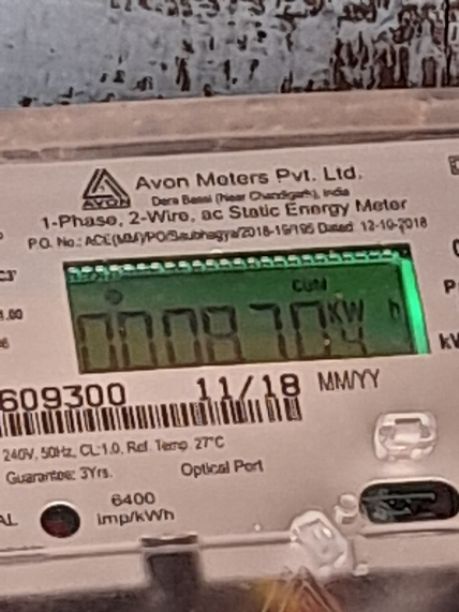 Avon Meters Pvt. Ltd.
AVON
Dera Bassi (Near Chandigarh), India
1-Phase, 2-Wire, ac Static Energy Meter
P.O. No.: ACE(MM)/PO/Saubhagya/2018-19/195 Dated: 12-10-2018
CUM
000870.4 KW h
609300 11/18 MM/YY
240V, 50Hz, CL:1.0, Ref. Temp. 27°C
Guarantee: 3Yrs. Optical Port
6400
imp/kWh